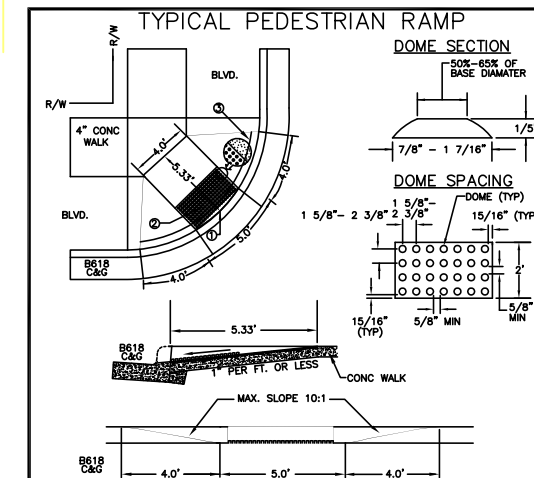 TYPICAL PEDESTRIAN RAMP
R/W
R/W
BLVD.
4" CONC
WALK
4.0'
5.33'
3
2
1
4.0'
5.0'
4.0'
BLVD.
B618
C&G
DOME SECTION
50%-65% OF
BASE DIAMATER
1/5"
7/8" - 1 7/16"
DOME SPACING
DOME (TYP)
1 5/8"- 2 3/8"
1 5/8"-
2 3/8"
15/16" (TYP
2'
15/16"
(TYP)
5/8" MIN
5/8"
MIN
5.33'
B618
C&G
1" PER FT. OR LESS
CONC WALK
MAX. SLOPE 10:1
B618
C&G
4.0'
5.0'
4.0'